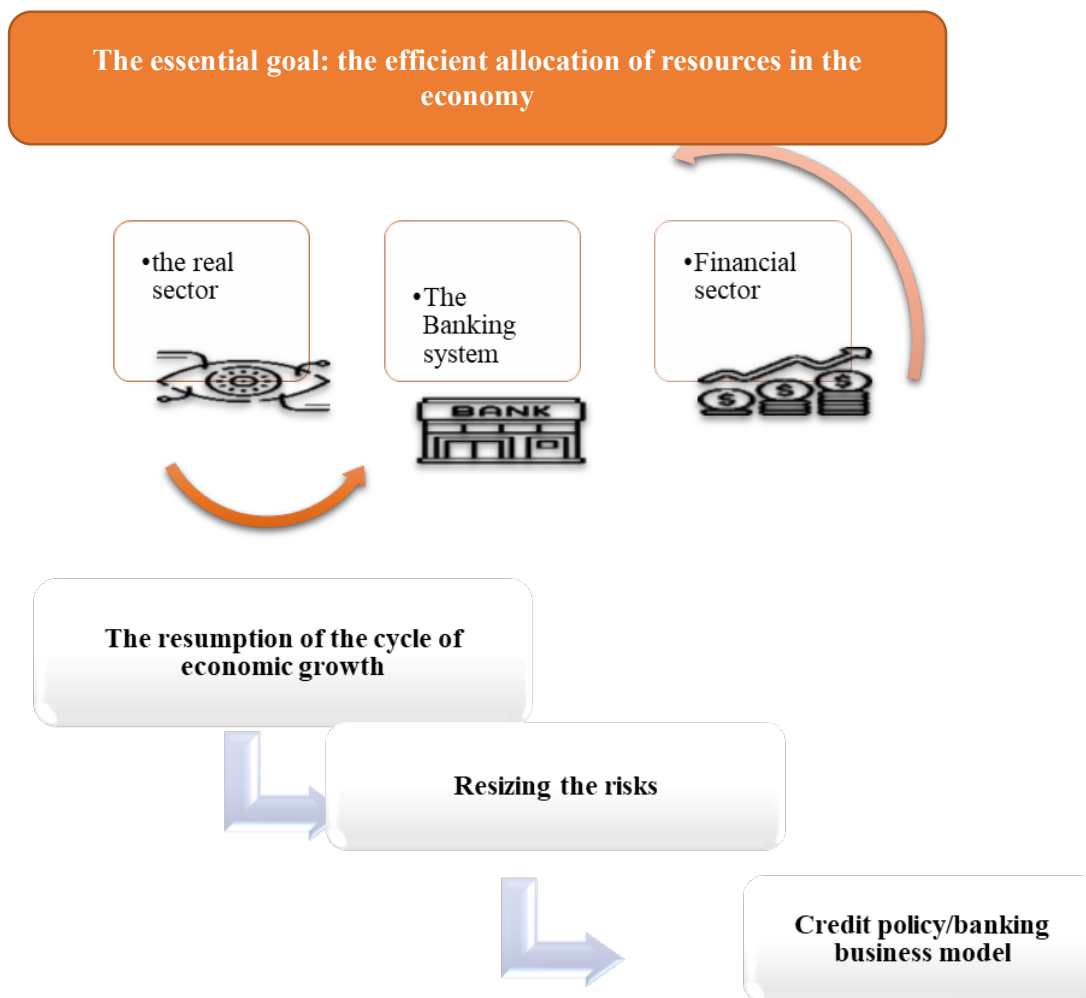 The essential goal: the efficient allocation of resources in the
economy
•the real
sector
•The
Banking
system
BANK
•Financial
sector
$ $ $
The resumption of the cycle of
economic growth
Resizing the risks
Credit policy/banking
business model